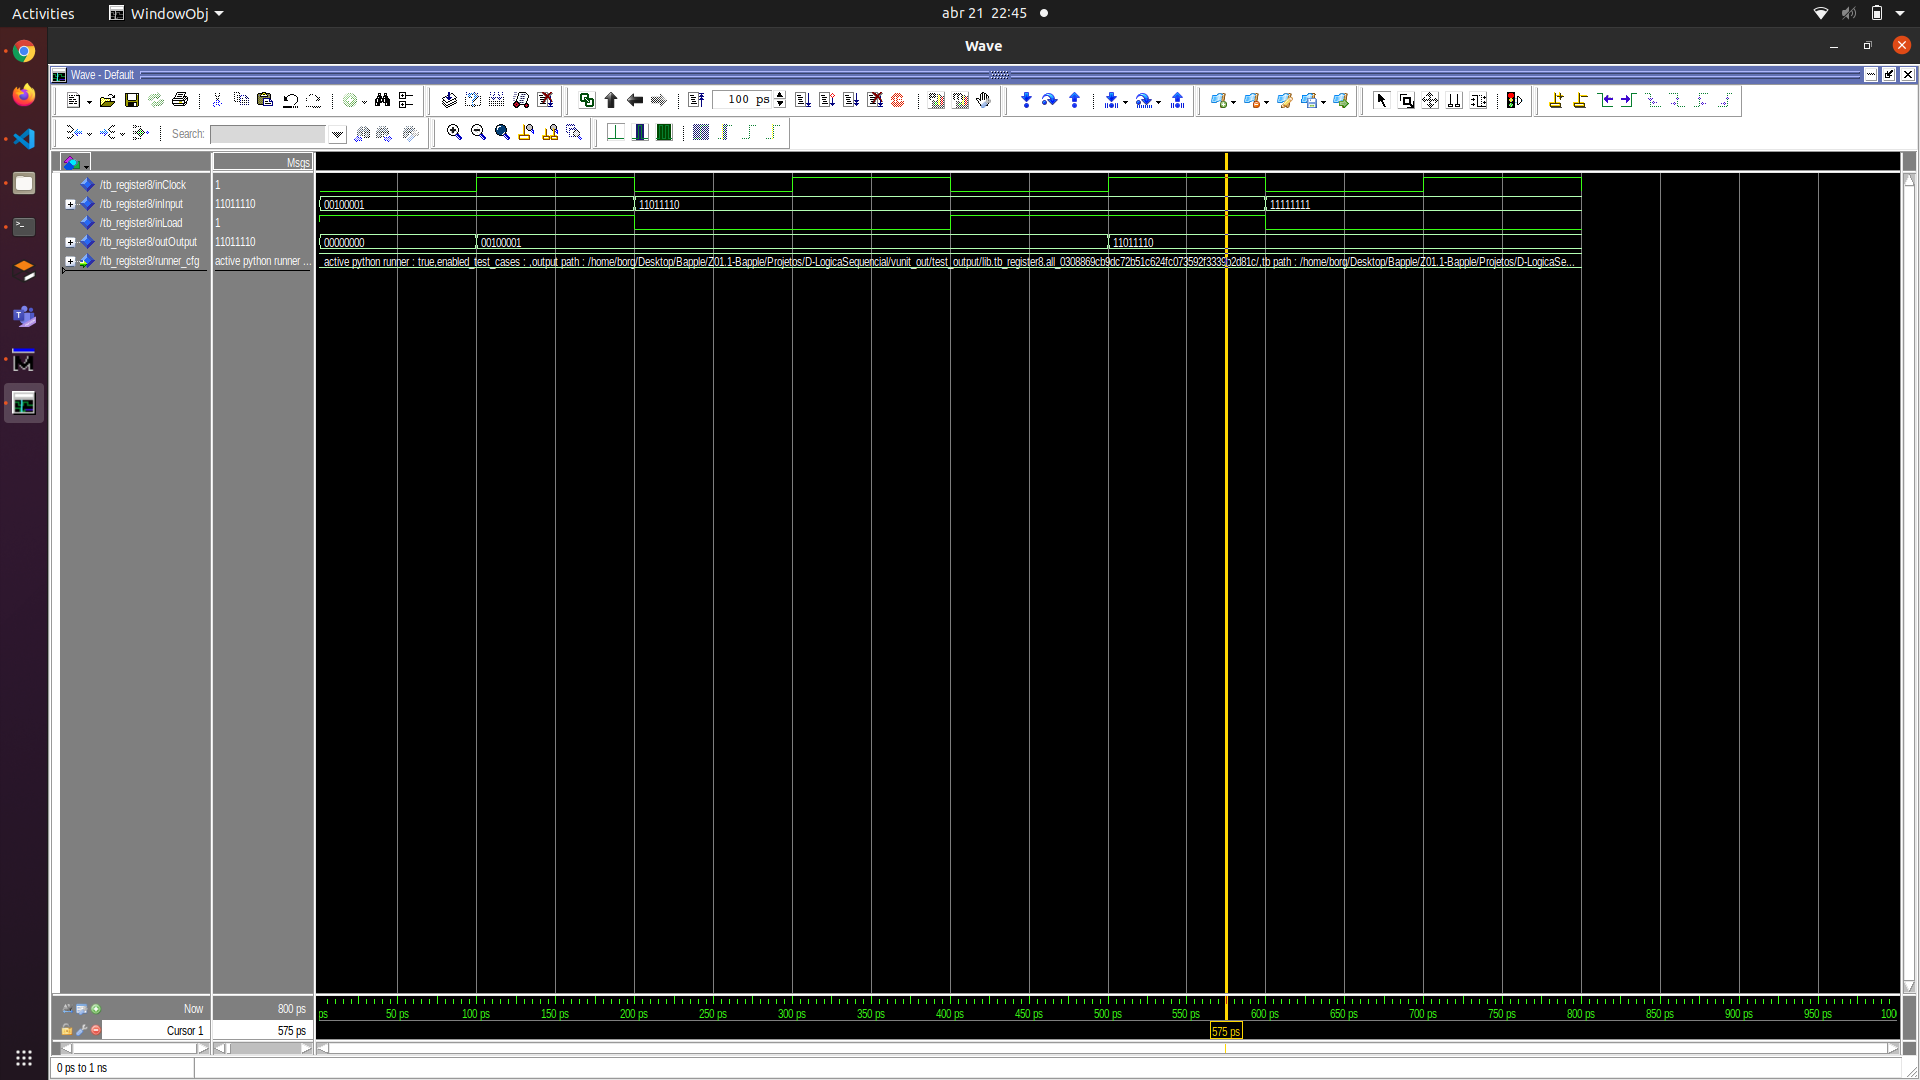 Activities WindowObj abr 21 22:45
Wave
Wave - Default
100 ps
Search:
Msgs
/tb_register8/inClock 1
/tb_register8/inInput 11011110 00100001 11011110 11111111
/tb_register8/inLoad 1
/tb_register8/outOutput 11011110 00000000 00100001 11011110
/tb_register8/runner_cfg active python runner ... active python runner : true,enabled_test_cases : ,output path : /home/borg/Desktop/Bapple/Z01.1-Bapple/Projetos/D-LogicaSequencial/vunit_out/test_output/lib.tb_register8.all_0308869cb9dc72b51c624fc073592f3339b2d81c/,tb path : /home/borg/Desktop/Bapple/Z01.1-Bapple/Projetos/D-LogicaSe...
Now 800 ps ps 50 ps 100 ps 150 ps 200 ps 250 ps 300 ps 350 ps 400 ps 450 ps 500 ps 550 ps 600 ps 650 ps 700 ps 750 ps 800 ps 850 ps 900 ps 950 ps 100
Cursor 1 575 ps 575 ps
0 ps to 1 ns